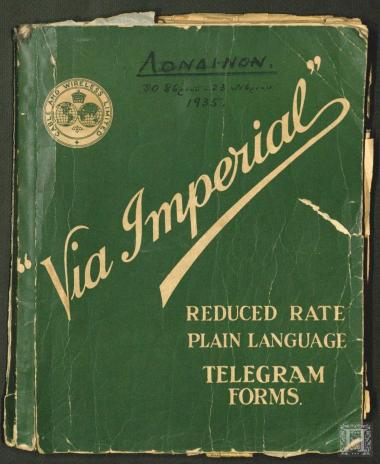 ΛΟΝΔΙΝΟΝ.
1935.
CABLE AND WIRELESS LIMITED
"Via Imperial"
REDUCED RATE
PLAIN LANGUAGE
TELEGRAM
FORMS.